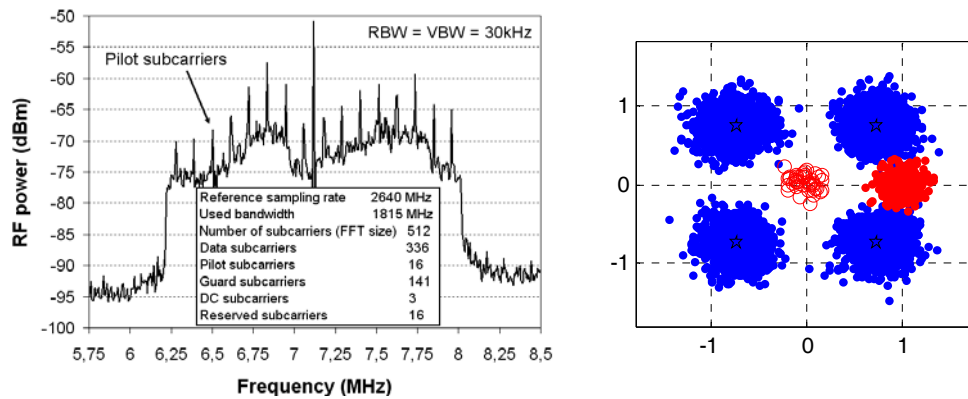 -50
-55
-60
-65
-70
-75
-80
-85
-90
-95
-100
RF power (dBm)
RBW = VBW = 30kHz
Pilot subcarriers
Reference sampling rate 2640 MHz
Used bandwidth 1815 MHz
Number of subcarriers (FFT size) 512
Data subcarriers 336
Pilot subcarriers 16
Guard subcarriers 141
DC subcarriers 3
Reserved subcarriers 16
5,75 6 6,25 6,5 6,75 7 7,25 7,5 7,75 8 8,25 8,5
Frequency (MHz)
1
0
-1
-1 0 1